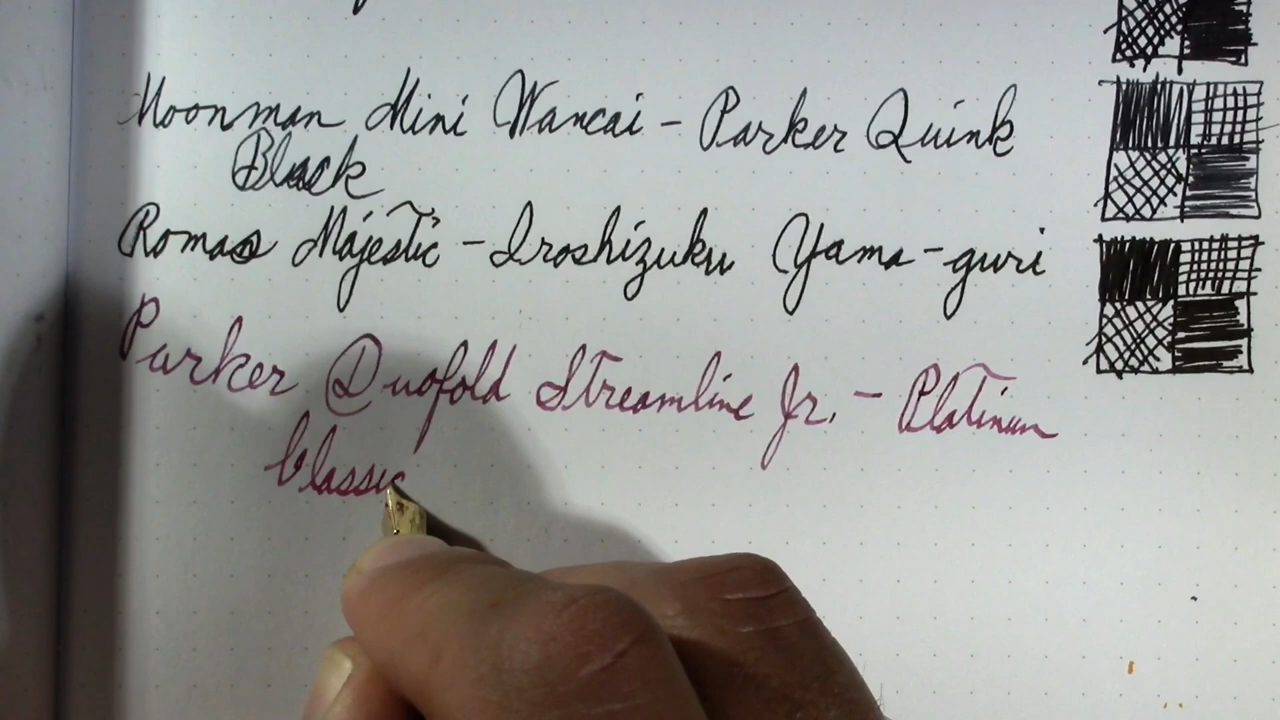 Moonman Mini Wancai - Parker Quink
Black
Romas Majestic - Iroshizuku Yama-guri
Parker Duofold Streamline Jr. - Platinum
Classic